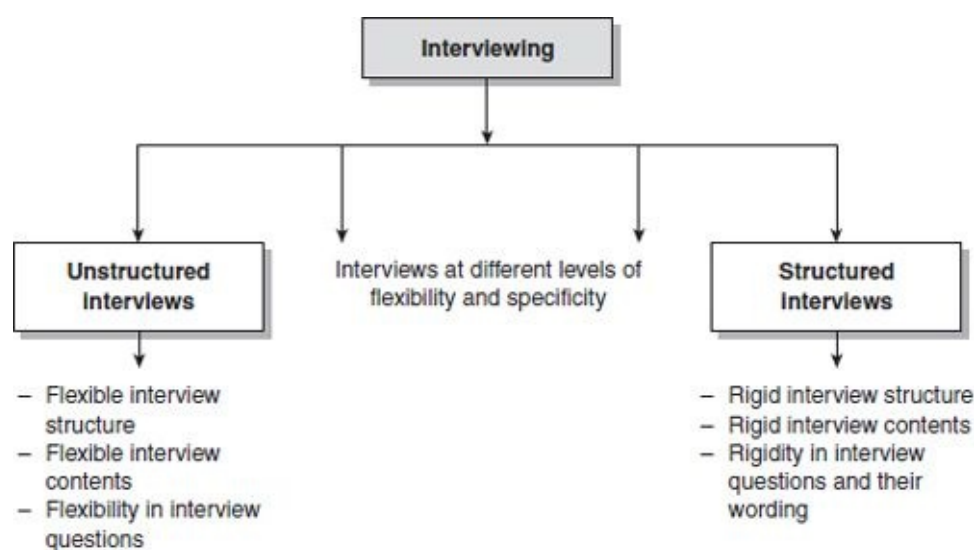 Interviewing
Unstructured
interviews
Interviews at different levels of
flexibility and specificity
Structured
interviews
– Flexible interview
structure
– Flexible interview
contents
– Flexibility in interview
questions
– Rigid interview structure
– Rigid interview contents
– Rigidity in interview
questions and their
wording